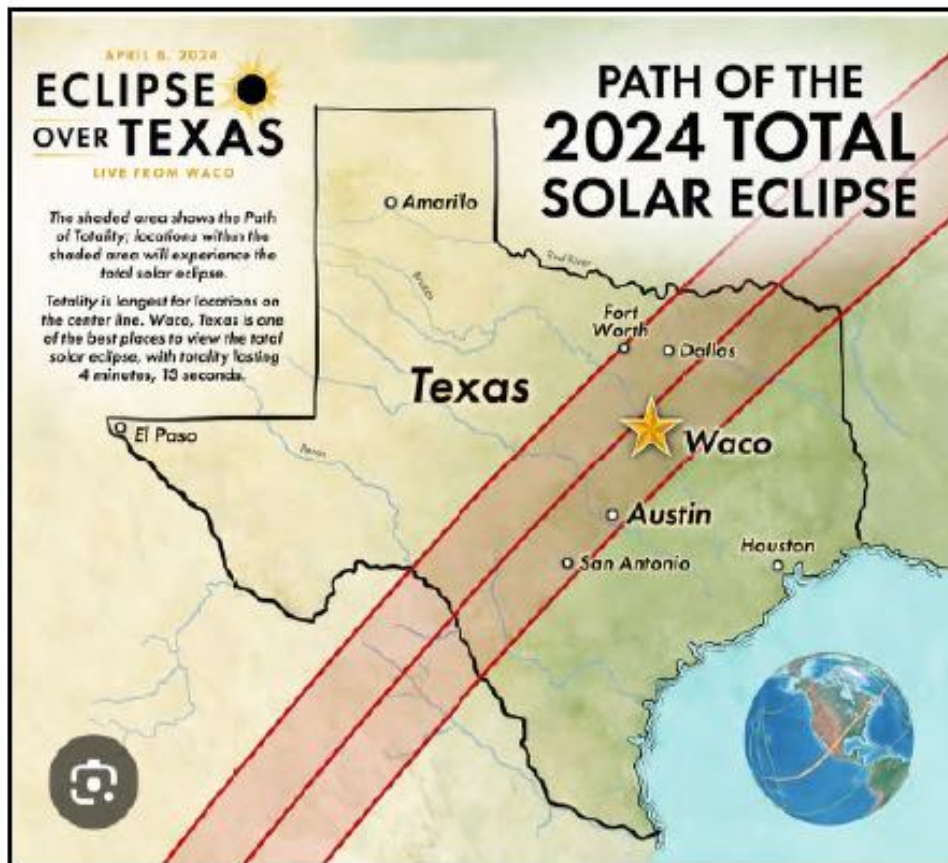 APRIL 8, 2024
ECLIPSE
OVER TEXAS
LIVE FROM WACO
The shaded area shows the Path
of Totality; locations within the
shaded area will experience the
total solar eclipse.
Totality is longest for locations on
the center line. Waco, Texas is one
of the best places to view the total
solar eclipse, with totality lasting
4 minutes, 13 seconds.
PATH OF THE
2024 TOTAL
SOLAR ECLIPSE
Amarillo
Red River
Brazos
Fort
Worth
Dallas
Texas
El Paso
Pecos
Waco
Austin
San Antonio
Houston